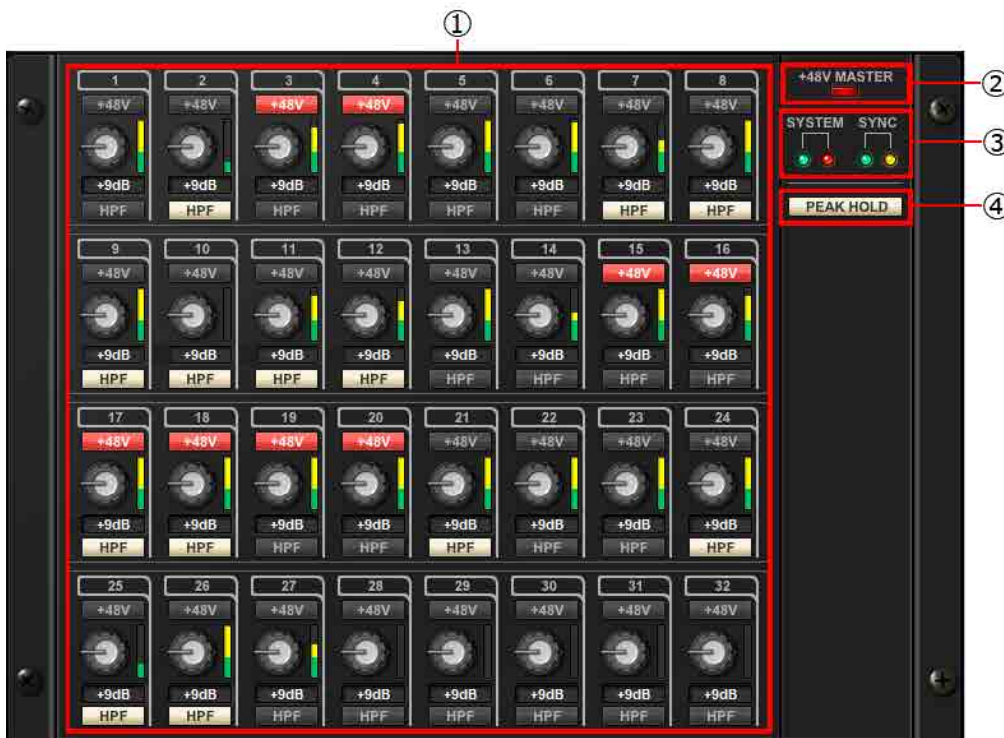 ①
1 2 3 4 5 6 7 8
+48V +48V +48V +48V +48V +48V +48V +48V
+9dB +9dB +9dB +9dB +9dB +9dB +9dB +9dB
HPF HPF HPF HPF HPF HPF HPF HPF
+48V MASTER ②
SYSTEM SYNC ③
PEAK HOLD ④
9 10 11 12 13 14 15 16
+48V +48V +48V +48V +48V +48V +48V +48V
+9dB +9dB +9dB +9dB +9dB +9dB +9dB +9dB
HPF HPF HPF HPF HPF HPF HPF HPF
17 18 19 20 21 22 23 24
+48V +48V +48V +48V +48V +48V +48V +48V
+9dB +9dB +9dB +9dB +9dB +9dB +9dB +9dB
HPF HPF HPF HPF HPF HPF HPF HPF
25 26 27 28 29 30 31 32
+48V +48V +48V +48V +48V +48V +48V +48V
+9dB +9dB +9dB +9dB +9dB +9dB +9dB +9dB
HPF HPF HPF HPF HPF HPF HPF HPF